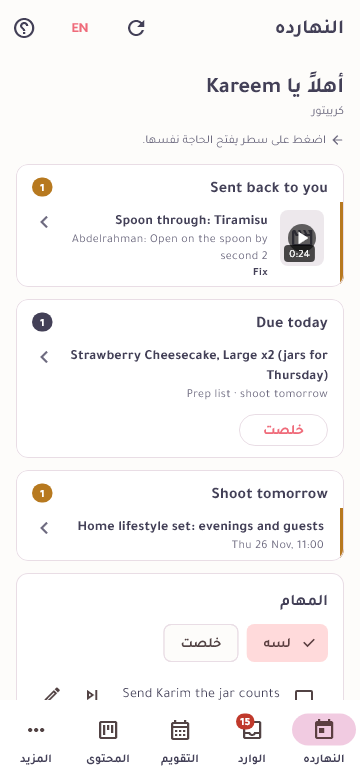 النهارده
EN
أهلاً يا Kareem
كرييتور
اضغط على سطر يفتح الحاجة نفسها.
Sent back to you
1
Spoon through: Tiramisu
Abdelrahman: Open on the spoon by
second 2
Fix
0:24
Due today
1
Strawberry Cheesecake, Large x2 (jars for
Thursday)
Prep list · shoot tomorrow
خلصت
Shoot tomorrow
1
Home lifestyle set: evenings and guests
Thu 26 Nov, 11:00
المهام
لسه
خلصت
Send Karim the jar counts
15
النهارده
الوارد
التقويم
المحتوى
المزيد